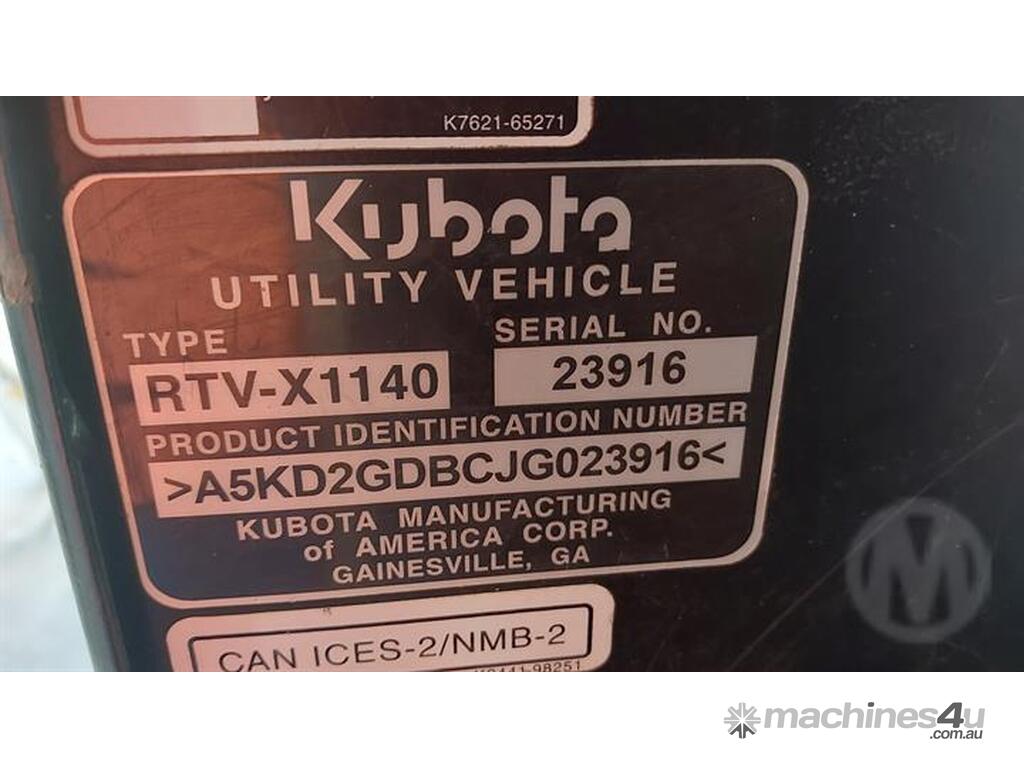 K7621-65271
Kubota
UTILITY VEHICLE
TYPE
SERIAL NO.
RTV-X1140
23916
PRODUCT IDENTIFICATION NUMBER
>A5KD2GDBCJG023916<
KUBOTA MANUFACTURING
of AMERICA CORP.
GAINESVILLE, GA
CAN ICES-2/NMB-2
98251
M
machines4u
.com.au